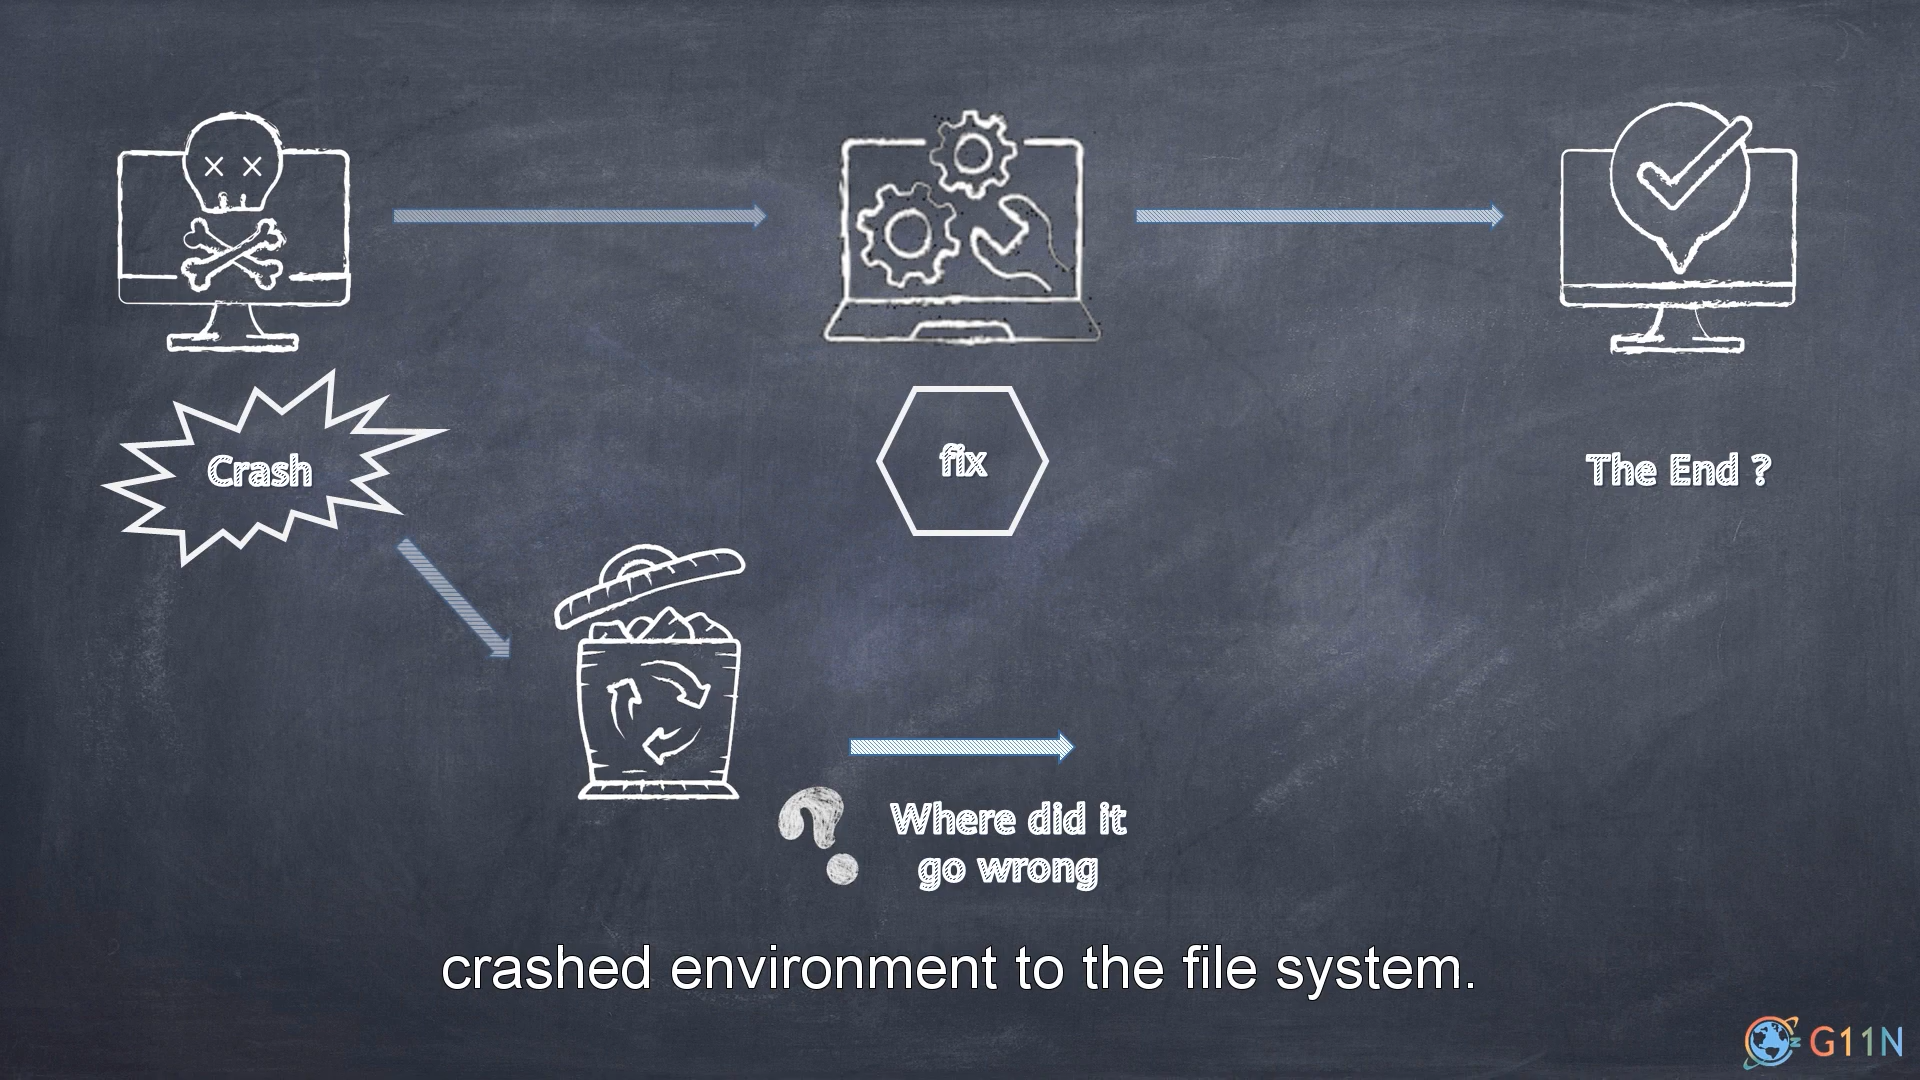 Crash
fix
The End ?
Where did it
go wrong
crashed environment to the file system.
G11N